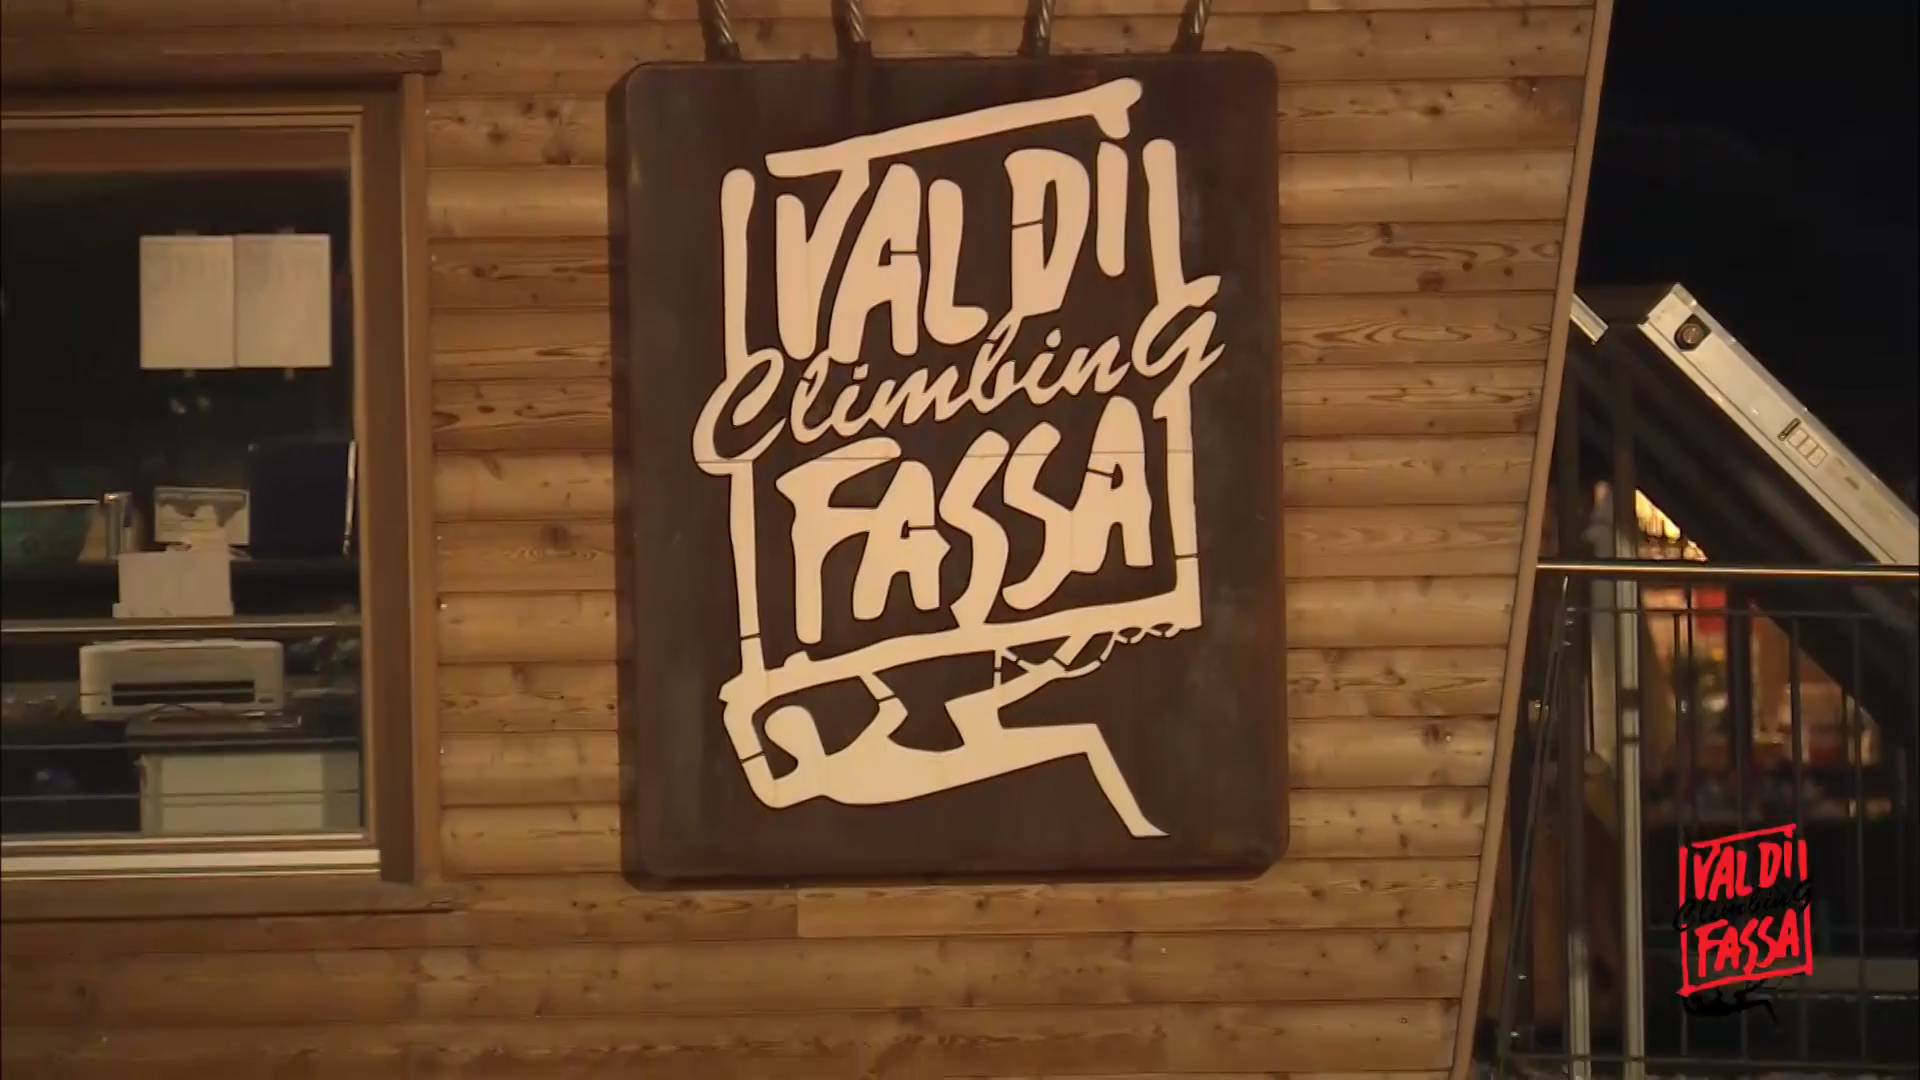 VAL DI
Climbing
FASSA
VAL DI
Climbing
FASSA